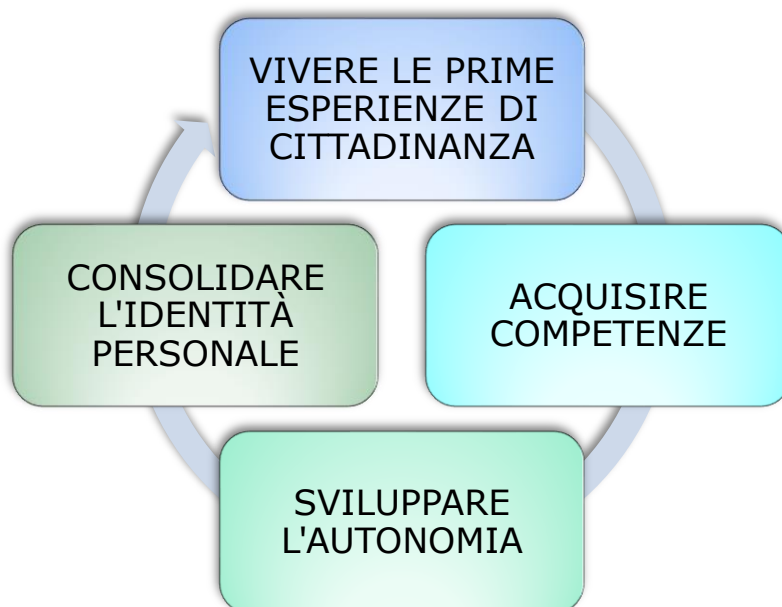 VIVERE LE PRIME
ESPERIENZE DI
CITTADINANZA
CONSOLIDARE
L'IDENTITÀ
PERSONALE
ACQUISIRE
COMPETENZE
SVILUPPARE
L'AUTONOMIA